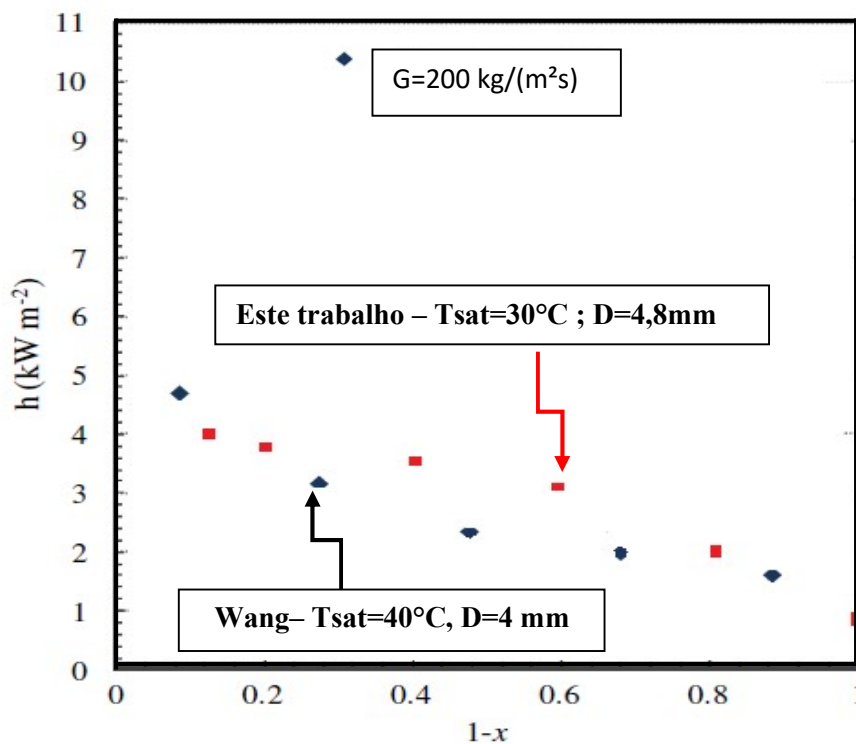 11
10
9
8
7
6
5
4
3
2
1
0
h (kW m⁻²)
G=200 kg/(m²s)
Este trabalho – Tsat=30°C ; D=4,8mm
Wang– Tsat=40°C, D=4 mm
0 0.2 0.4 0.6 0.8 1
1-x